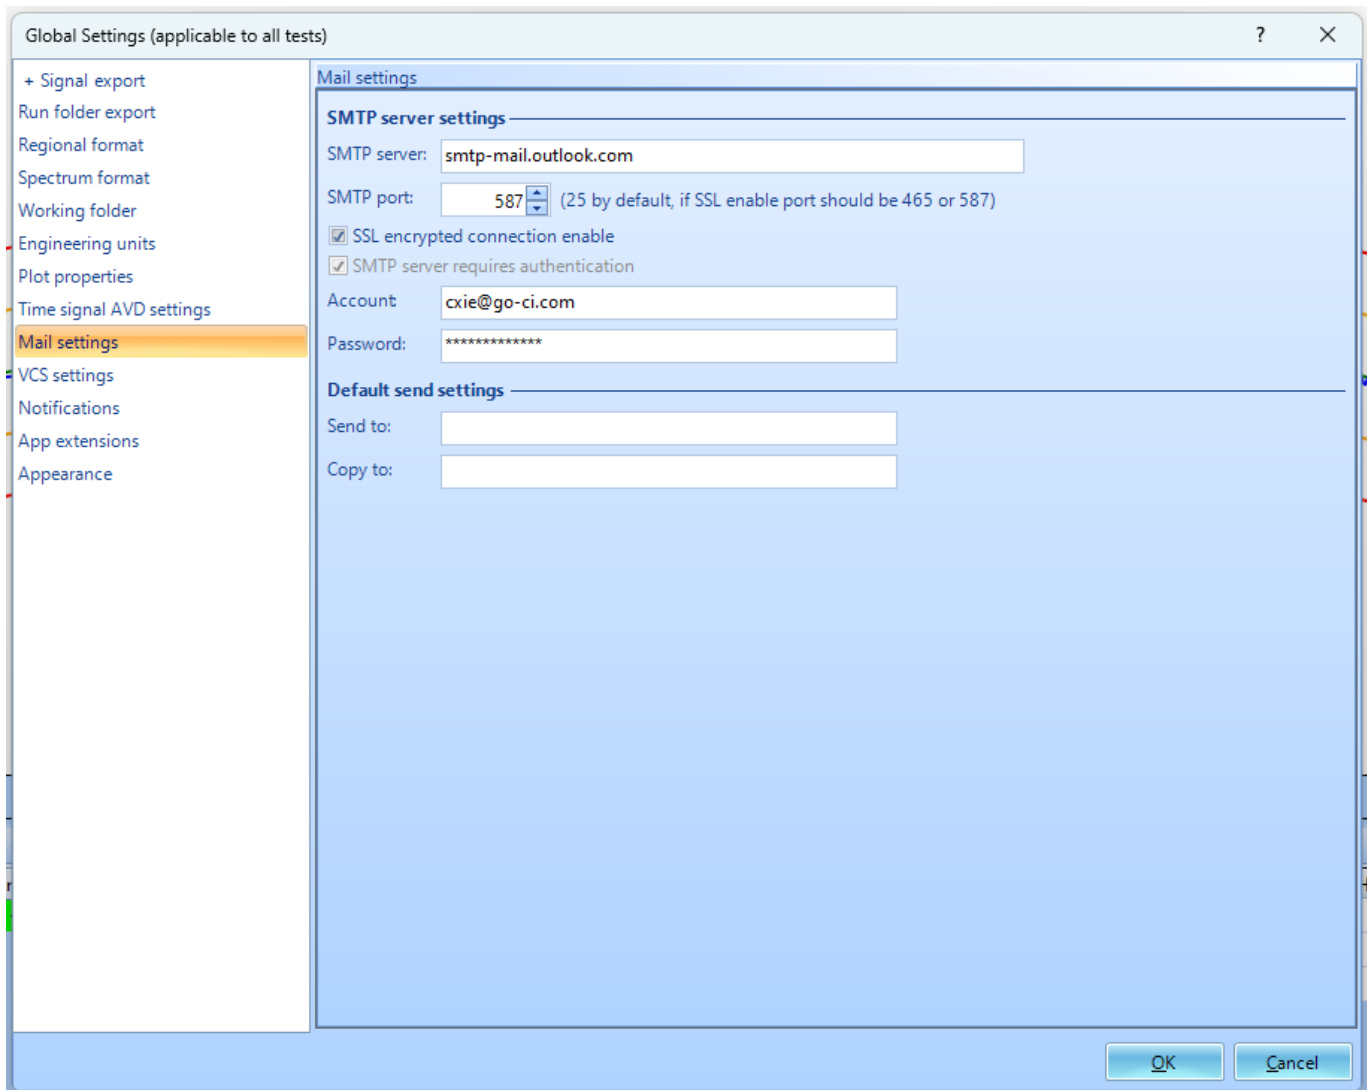 Global Settings (applicable to all tests) ?
+ Signal export
Run folder export
Regional format
Spectrum format
Working folder
Engineering units
Plot properties
Time signal AVD settings
Mail settings
VCS settings
Notifications
App extensions
Appearance
Mail settings
SMTP server settings
SMTP server: smtp-mail.outlook.com
SMTP port: 587 (25 by default, if SSL enable port should be 465 or 587)
SSL encrypted connection enable
SMTP server requires authentication
Account: cxie@go-ci.com
Password: *************
Default send settings
Send to:
Copy to:
OK Cancel